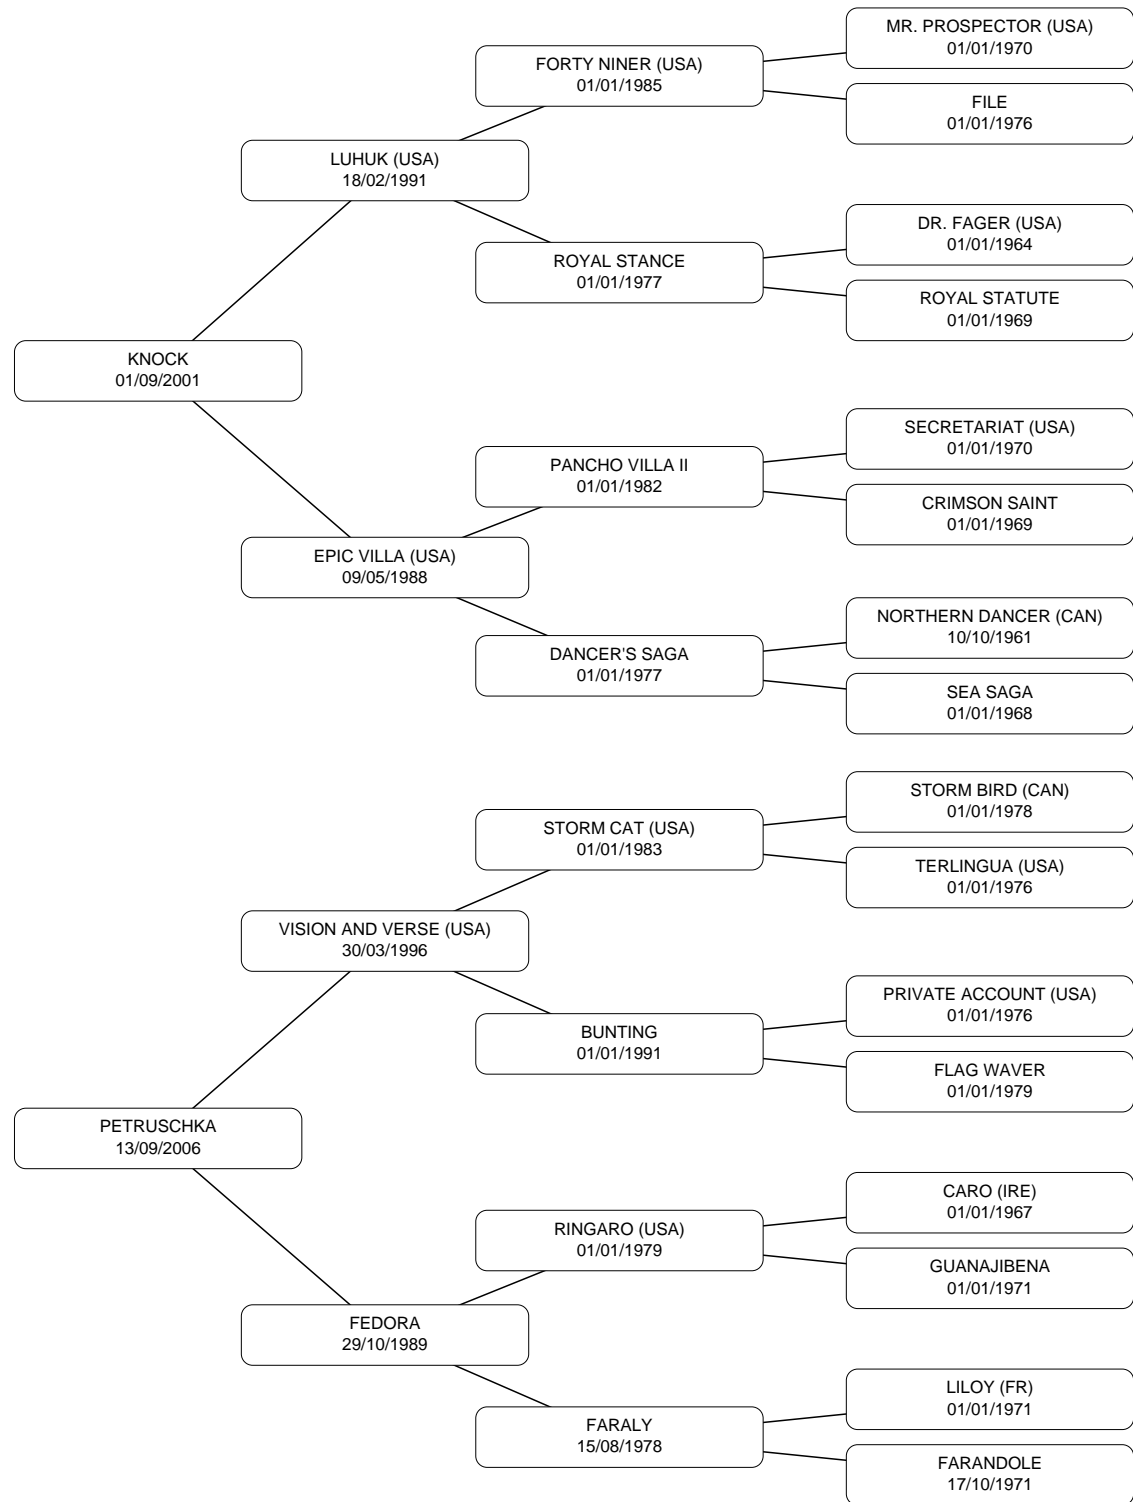 MR. PROSPECTOR (USA)
01/01/1970
FORTY NINER (USA)
01/01/1985
FILE
01/01/1976
LUHUK (USA)
18/02/1991
DR. FAGER (USA)
01/01/1964
ROYAL STANCE
01/01/1977
ROYAL STATUTE
01/01/1969
KNOCK
01/09/2001
SECRETARIAT (USA)
01/01/1970
PANCHO VILLA II
01/01/1982
CRIMSON SAINT
01/01/1969
EPIC VILLA (USA)
09/05/1988
NORTHERN DANCER (CAN)
10/10/1961
DANCER'S SAGA
01/01/1977
SEA SAGA
01/01/1968
STORM BIRD (CAN)
01/01/1978
STORM CAT (USA)
01/01/1983
TERLINGUA (USA)
01/01/1976
VISION AND VERSE (USA)
30/03/1996
PRIVATE ACCOUNT (USA)
01/01/1976
BUNTING
01/01/1991
FLAG WAVER
01/01/1979
PETRUSCHKA
13/09/2006
CARO (IRE)
01/01/1967
RINGARO (USA)
01/01/1979
GUANAJIBENA
01/01/1971
FEDORA
29/10/1989
LILOY (FR)
01/01/1971
FARALY
15/08/1978
FARANDOLE
17/10/1971